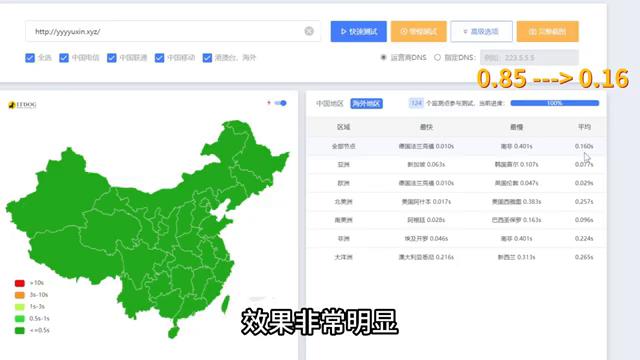 http://yyyyuxin.xyz/
快速测试
带慢测试
高级选项
完整截图
全选
中国电信
中国联通
中国移动
港澳台、海外
运营商DNS
指定DNS:
例如: 223.5.5.5
0.85 ---> 0.16
ITDOG
中国地区
海外地区
124 个监测点参与测试, 当前进度:
100%
区域 最快 最慢 平均
全部节点 德国法兰克福 0.010s 南非 0.401s 0.160s
亚洲 新加坡 0.063s 韩国首尔 0.107s 0.077s
欧洲 德国法兰克福 0.010s 英国伦敦 0.047s 0.029s
北美洲 美国阿什本 0.017s 美国西雅图 0.383s 0.257s
南美洲 阿根廷 0.028s 巴西圣保罗 0.163s 0.096s
非洲 埃及开罗 0.046s 南非 0.401s 0.224s
大洋洲 澳大利亚悉尼 0.216s 新西兰 0.313s 0.265s
>10s
3s-10s
1s-3s
0.5s-1s
<=0.5s
效果非常明显